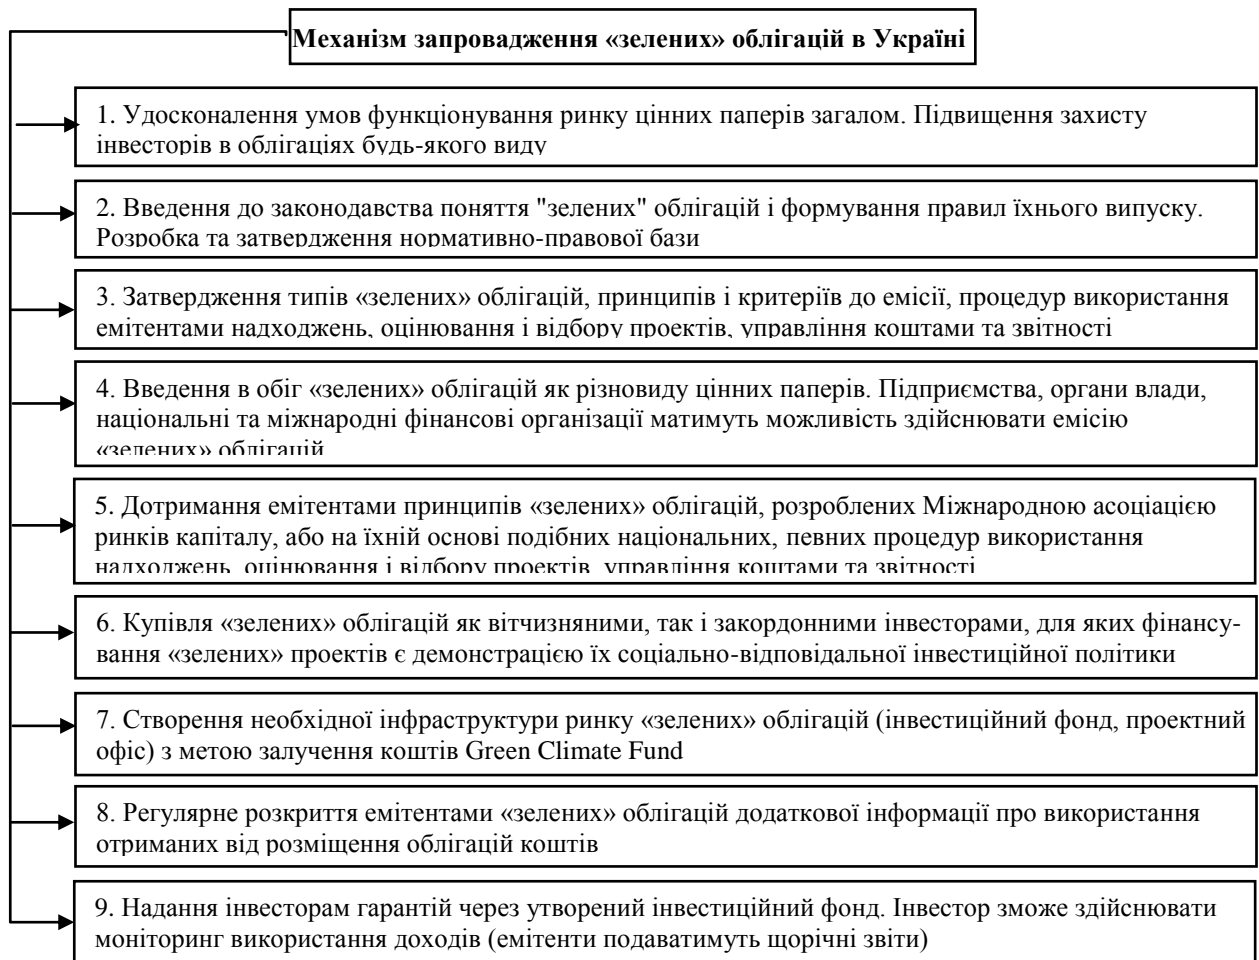 Механізм запровадження «зелених» облігацій в Україні
1. Удосконалення умов функціонування ринку цінних паперів загалом. Підвищення захисту
інвесторів в облігаціях будь-якого виду
2. Введення до законодавства поняття "зелених" облігацій і формування правил їхнього випуску.
Розробка та затвердження нормативно-правової бази
3. Затвердження типів «зелених» облігацій, принципів і критеріїв до емісії, процедур використання
емітентами надходжень, оцінювання і відбору проектів, управління коштами та звітності
4. Введення в обіг «зелених» облігацій як різновиду цінних паперів. Підприємства, органи влади,
національні та міжнародні фінансові організації матимуть можливість здійснювати емісію
«зелених» облігацій
5. Дотримання емітентами принципів «зелених» облігацій, розроблених Міжнародною асоціацією
ринків капіталу, або на їхній основі подібних національних, певних процедур використання
надходжень, оцінювання і відбору проектів, управління коштами та звітності
6. Купівля «зелених» облігацій як вітчизняними, так і закордонними інвесторами, для яких фінансу-
вання «зелених» проектів є демонстрацією їх соціально-відповідальної інвестиційної політики
7. Створення необхідної інфраструктури ринку «зелених» облігацій (інвестиційний фонд, проектний
офіс) з метою залучення коштів Green Climate Fund
8. Регулярне розкриття емітентами «зелених» облігацій додаткової інформації про використання
отриманих від розміщення облігацій коштів
9. Надання інвесторам гарантій через утворений інвестиційний фонд. Інвестор зможе здійснювати
моніторинг використання доходів (емітенти подаватимуть щорічні звіти)